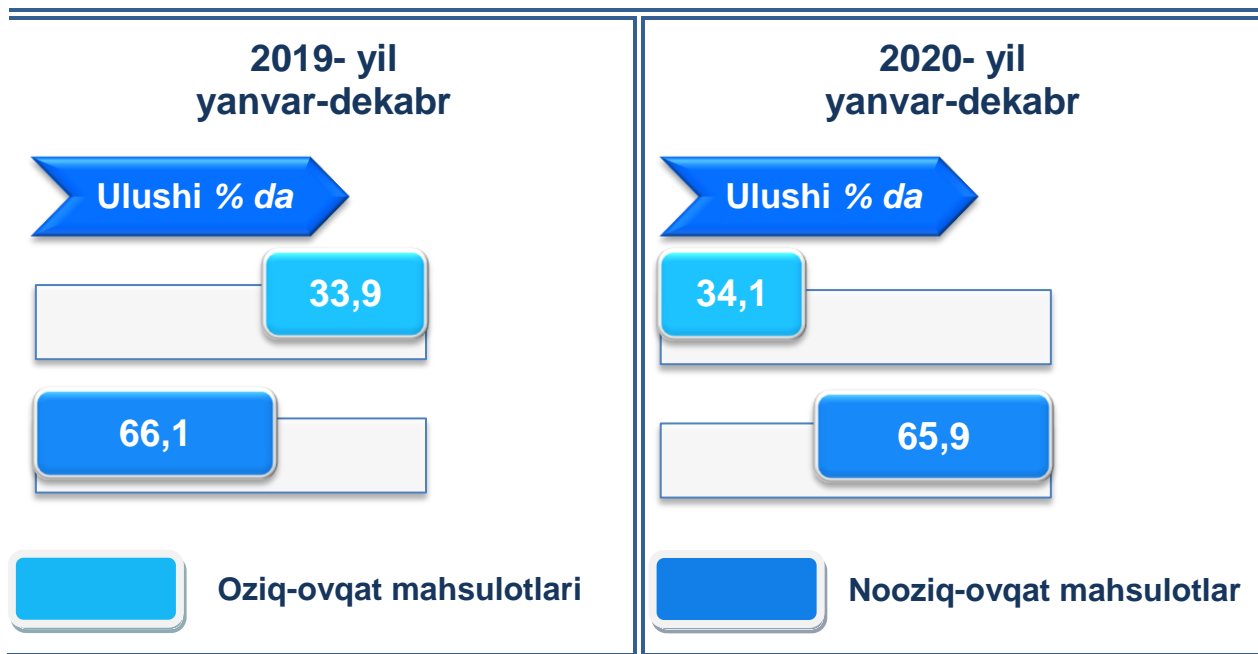 2019- yil
yanvar-dekabr
Ulushi % da
33,9
66,1
2020- yil
yanvar-dekabr
Ulushi % da
34,1
65,9
Oziq-ovqat mahsulotlari
Nooziq-ovqat mahsulotlar